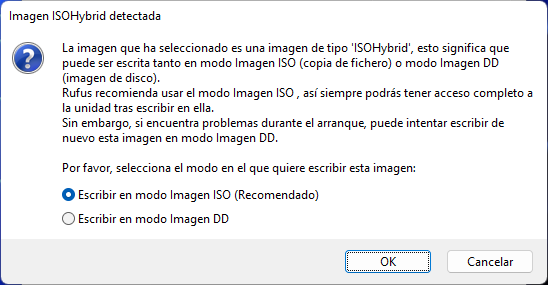 Imagen ISOHybrid detectada
La imagen que ha seleccionado es una imagen de tipo 'ISOHybrid', esto significa que
puede ser escrita tanto en modo Imagen ISO (copia de fichero) o modo Imagen DD
(imagen de disco).
Rufus recomienda usar el modo Imagen ISO , así siempre podrás tener acceso completo a
la unidad tras escribir en ella.
Sin embargo, si encuentra problemas durante el arranque, puede intentar escribir de
nuevo esta imagen en modo Imagen DD.
Por favor, selecciona el modo en el que quiere escribir esta imagen:
Escribir en modo Imagen ISO (Recomendado)
Escribir en modo Imagen DD
OK
Cancelar